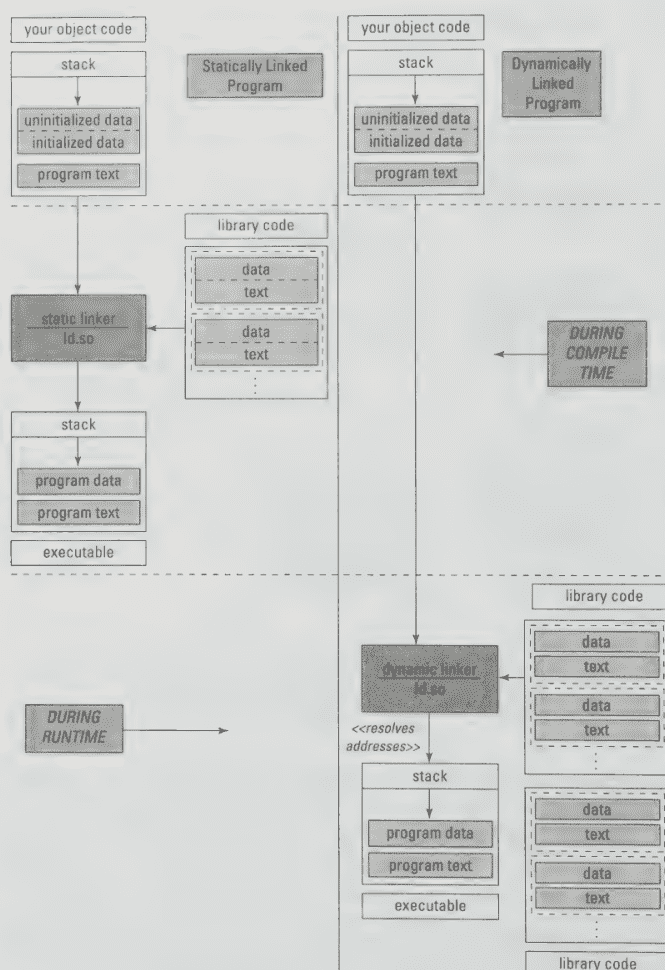 your object code
stack
uninitialized data
initialized data
program text
Statically Linked
Program
library code
data
text
data
text
static linker
ld.so
stack
program data
program text
executable
your object code
stack
uninitialized data
initialized data
program text
Dynamically
Linked
Program
DURING
COMPILE
TIME
DURING
RUNTIME
library code
data
text
data
text
dynamic linker
ld.so
<<resolves
addresses>>
stack
program data
program text
executable
data
text
data
text
library code